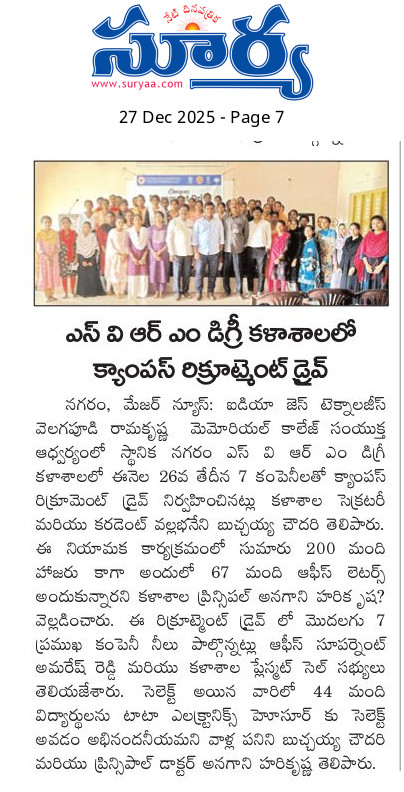 నేటి దినపత్రిక
సూర్య
www.suryaa.com
27 Dec 2025 - Page 7
ఎస్ వి ఆర్ ఎం డిగ్రీ కళాశాలలో
క్యాంపస్ రిక్రూట్మెంట్ డ్రైవ్
నగరం, మేజర్ న్యూస్: ఐడియా జెస్ టెక్నాలజీస్
వెలగపూడి రామకృష్ణ మెమోరియల్ కాలేజ్ సంయుక్త
ఆధ్వర్యంలో స్థానిక నగరం ఎస్ వి ఆర్ ఎం డిగ్రీ
కళాశాలలో ఈనెల 26వ తేదీన 7 కంపెనీలతో క్యాంపస్
రిక్రూమెంట్ డ్రైవ్ నిర్వహించినట్లు కళాశాల సెక్రటరీ
మరియు కరడెంట్ వల్లభనేని బుచ్చయ్య చౌదరి తెలిపారు.
ఈ నియామక కార్యక్రమంలో సుమారు 200 మంది
హాజరు కాగా అందులో 67 మంది ఆఫీస్ లెటర్స్
అందుకున్నారని కళాశాల ప్రిన్సిపల్ అనగాని హరిక ృష?
వెల్లడించారు. ఈ రిక్రూట్మెంట్ డ్రైవ్ లో మొదలగు 7
ప్రముఖ కంపెనీ నీలు పాల్గొన్నట్లు ఆఫీస్ సూపర్నెంట్
అమరేష్ రెడ్డి మరియు కళాశాల ప్లేస్మట్ సెల్ సభ్యులు
తెలియజేశారు. సెలెక్ట్ అయిన వారిలో 44 మంది
విద్యార్థులను టాటా ఎలక్ట్రానిక్స్ హెూసూర్ కు సెలెక్ట్
అవడం అభినందనీయమని వాళ్ల పనిని బుచ్చయ్య చౌదరి
మరియు ప్రిన్సిపాల్ డాక్టర్ అనగాని హరికృష్ణ తెలిపారు.